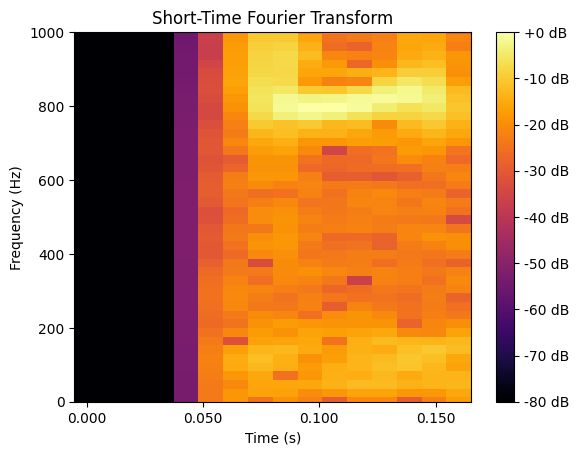 Short-Time Fourier Transform
1000
800
600
400
200
0
Frequency (Hz)
0.000
0.050
0.100
0.150
Time (s)
+0 dB
-10 dB
-20 dB
-30 dB
-40 dB
-50 dB
-60 dB
-70 dB
-80 dB